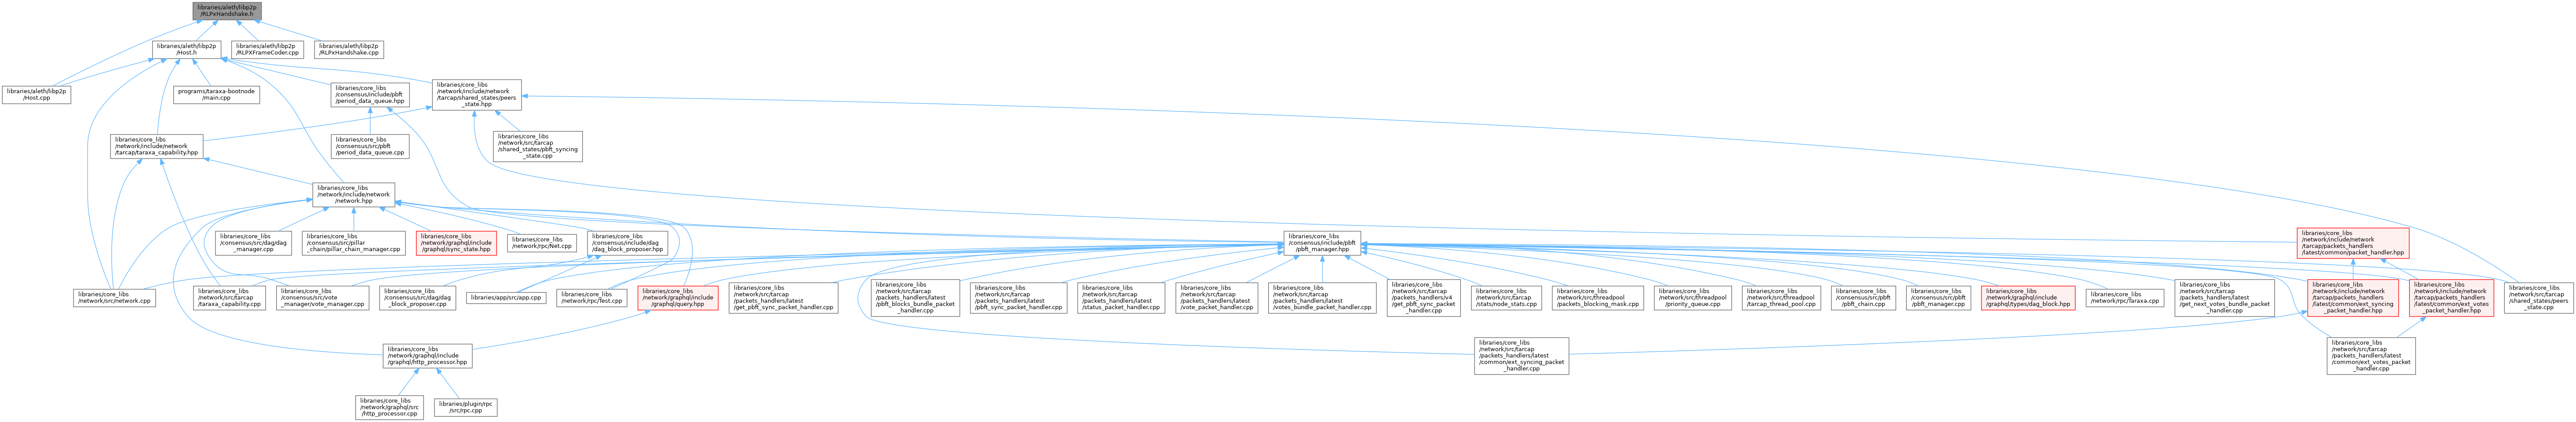 libraries/aleth/libp2p
/RLPxHandshake.h
libraries/aleth/libp2p
/Host.h
libraries/aleth/libp2p
/RLPXFrameCoder.cpp
libraries/aleth/libp2p
/RLPxHandshake.cpp
libraries/aleth/libp2p
/Host.cpp
programs/taraxa-bootnode
/main.cpp
libraries/core_libs
/consensus/include/pbft
/period_data_queue.hpp
libraries/core_libs
/network/include/network
/tarcap/shared_states/peers
_state.hpp
libraries/core_libs
/network/include/network
/tarcap/taraxa_capability.hpp
libraries/core_libs
/consensus/src/pbft
/period_data_queue.cpp
libraries/core_libs
/network/src/tarcap
/shared_states/pbft_syncing
_state.cpp
libraries/core_libs
/network/include/network
/network.hpp
libraries/core_libs
/consensus/src/dag/dag
_manager.cpp
libraries/core_libs
/consensus/src/pillar
_chain/pillar_chain_manager.cpp
libraries/core_libs
/network/graphql/include
/graphql/sync_state.hpp
libraries/core_libs
/network/rpc/Net.cpp
libraries/core_libs
/consensus/include/dag
/dag_block_proposer.hpp
libraries/core_libs
/consensus/include/pbft
/pbft_manager.hpp
libraries/core_libs
/network/include/network
/tarcap/packets_handlers
/latest/common/packet_handler.hpp
libraries/core_libs
/network/src/network.cpp
libraries/core_libs
/network/src/tarcap
/taraxa_capability.cpp
libraries/core_libs
/consensus/src/vote
_manager/vote_manager.cpp
libraries/core_libs
/consensus/src/dag/dag
_block_proposer.cpp
libraries/app/src/app.cpp
libraries/core_libs
/network/rpc/Test.cpp
libraries/core_libs
/network/graphql/include
/graphql/query.hpp
libraries/core_libs
/network/src/tarcap
/packets_handlers/latest
/get_pbft_sync_packet_handler.cpp
libraries/core_libs
/network/src/tarcap
/packets_handlers/latest
/pbft_blocks_bundle_packet
_handler.cpp
libraries/core_libs
/network/src/tarcap
/packets_handlers/latest
/pbft_sync_packet_handler.cpp
libraries/core_libs
/network/src/tarcap
/packets_handlers/latest
/status_packet_handler.cpp
libraries/core_libs
/network/src/tarcap
/packets_handlers/latest
/vote_packet_handler.cpp
libraries/core_libs
/network/src/tarcap
/packets_handlers/latest
/votes_bundle_packet_handler.cpp
libraries/core_libs
/network/src/tarcap
/packets_handlers/v4
/get_pbft_sync_packet
_handler.cpp
libraries/core_libs
/network/src/tarcap
/stats/node_stats.cpp
libraries/core_libs
/network/src/threadpool
/packets_blocking_mask.cpp
libraries/core_libs
/network/src/threadpool
/priority_queue.cpp
libraries/core_libs
/network/src/threadpool
/tarcap_thread_pool.cpp
libraries/core_libs
/consensus/src/pbft
/pbft_chain.cpp
libraries/core_libs
/consensus/src/pbft
/pbft_manager.cpp
libraries/core_libs
/network/graphql/include
/graphql/types/dag_block.hpp
libraries/core_libs
/network/rpc/Taraxa.cpp
libraries/core_libs
/network/src/tarcap
/packets_handlers/latest
/get_next_votes_bundle_packet
_handler.cpp
libraries/core_libs
/network/include/network
/tarcap/packets_handlers
/latest/common/ext_syncing
_packet_handler.hpp
libraries/core_libs
/network/include/network
/tarcap/packets_handlers
/latest/common/ext_votes
_packet_handler.hpp
libraries/core_libs
/network/src/tarcap
/shared_states/peers
_state.cpp
libraries/core_libs
/network/graphql/include
/graphql/http_processor.hpp
libraries/core_libs
/network/src/tarcap
/packets_handlers/latest
/common/ext_syncing_packet
_handler.cpp
libraries/core_libs
/network/src/tarcap
/packets_handlers/latest
/common/ext_votes_packet
_handler.cpp
libraries/core_libs
/network/graphql/src
/http_processor.cpp
libraries/plugin/rpc
/src/rpc.cpp